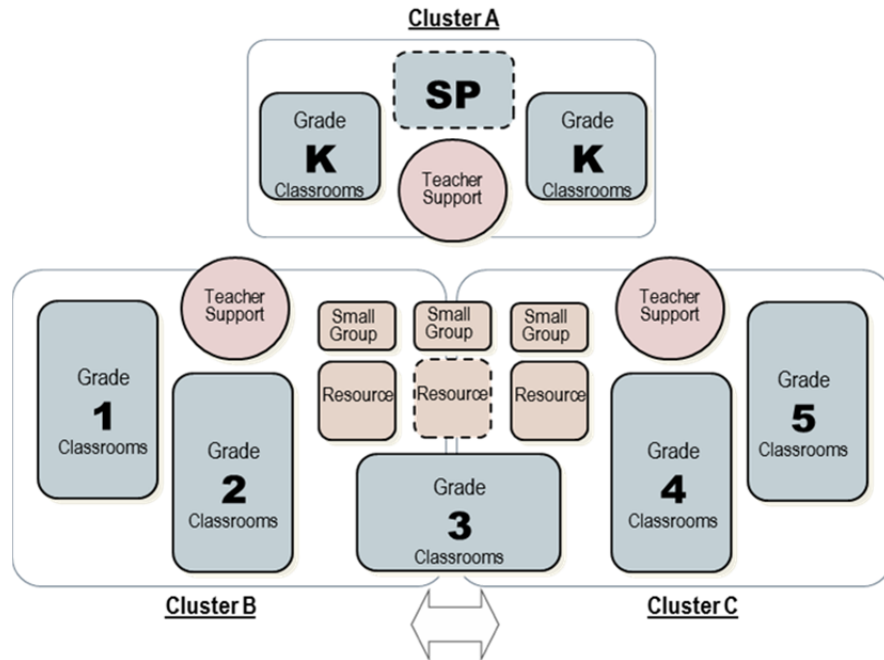 Cluster A
SP
Grade
K
Classrooms
Teacher
Support
Grade
K
Classrooms
Teacher
Support
Small
Group
Small
Group
Small
Group
Teacher
Support
Grade
1
Classrooms
Grade
2
Classrooms
Resource
Resource
Resource
Grade
3
Classrooms
Grade
4
Classrooms
Grade
5
Classrooms
Cluster B
Cluster C